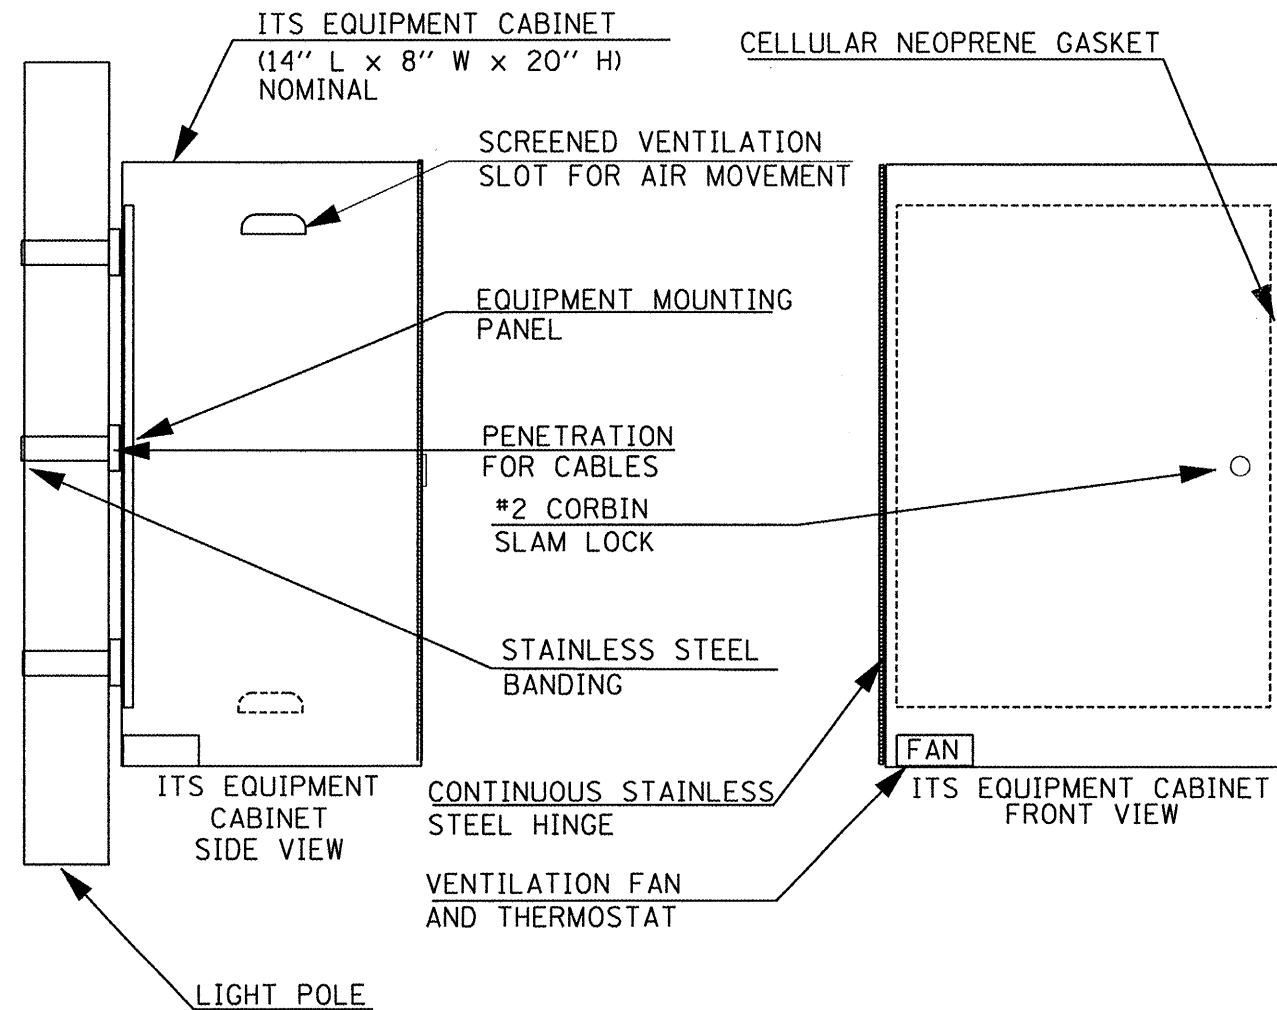 ITS EQUIPMENT CABINET
(14" L x 8" W x 20" H)
NOMINAL
CELLULAR NEOPRENE GASKET
SCREENED VENTILATION
SLOT FOR AIR MOVEMENT
EQUIPMENT MOUNTING
PANEL
PENETRATION
FOR CABLES
#2 CORBIN
SLAM LOCK
STAINLESS STEEL
BANDING
FAN
ITS EQUIPMENT
CABINET
SIDE VIEW
CONTINUOUS STAINLESS
STEEL HINGE
ITS EQUIPMENT CABINET
FRONT VIEW
VENTILATION FAN
AND THERMOSTAT
LIGHT POLE